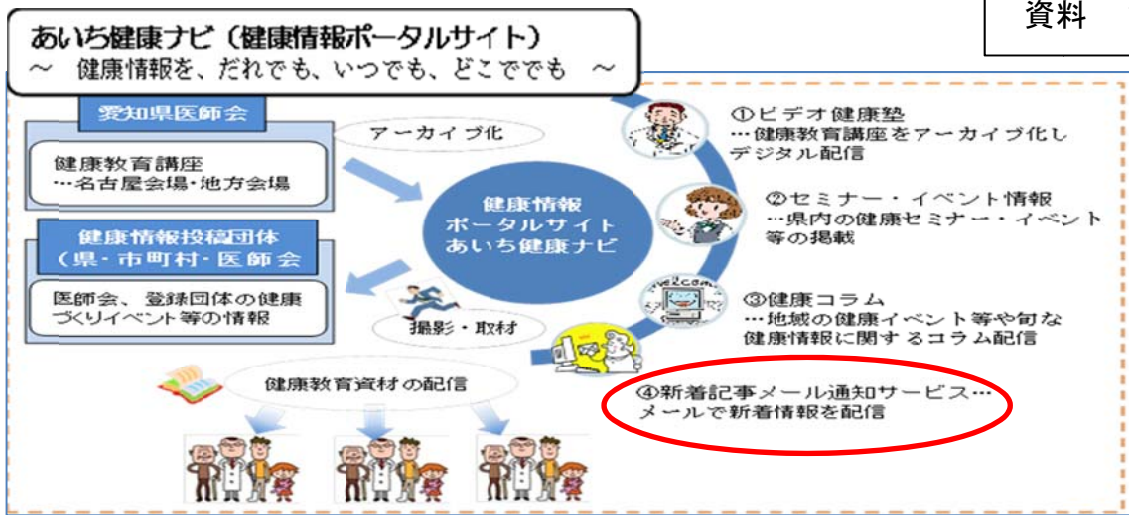 資料
あいち健康ナビ（健康情報ポータルサイト）
～ 健康情報を、だれでも、いつでも、どこででも ～
愛知県医師会
健康教育講座
…名古屋会場・地方会場
健康情報投稿団体
（県・市町村・医師会
医師会、登録団体の健康
づくりイベント等の情報
アーカイブ化
健康情報
ポータルサイト
あいち健康ナビ
撮影・取材
健康教育資材の配信
①ビデオ健康塾
…健康教育講座をアーカイブ化し
デジタル配信
②セミナー・イベント情報
…県内の健康セミナー・イベント
等の掲載
welcom
③健康コラム
…地域の健康イベント等や旬な
健康情報に関するコラム配信
④新着記事メール通知サービス…
メールで新着情報を配信